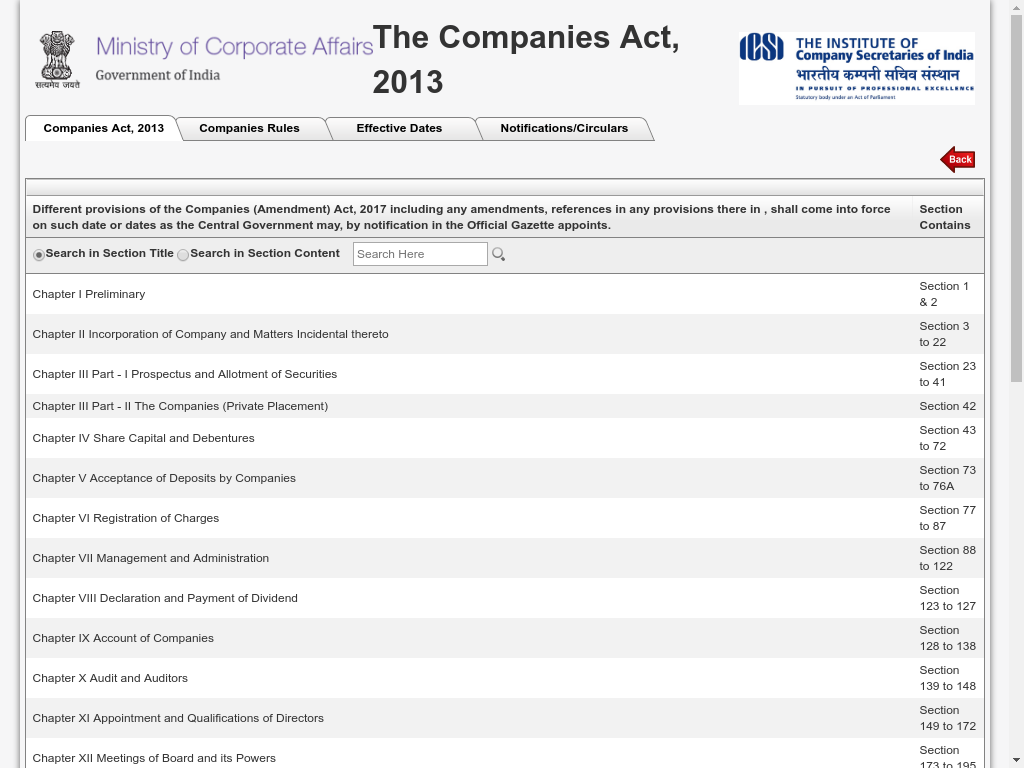 सत्यमेव जयते
Ministry of Corporate Affairs
Government of India
The Companies Act,
2013
ICSI
THE INSTITUTE OF
Company Secretaries of India
भारतीय कम्पनी सचिव संस्थान
IN PURSUIT OF PROFESSIONAL EXCELLENCE
Statutory body under an Act of Parliament
Companies Act, 2013
Companies Rules
Effective Dates
Notifications/Circulars
Back
Different provisions of the Companies (Amendment) Act, 2017 including any amendments, references in any provisions there in , shall come into force
on such date or dates as the Central Government may, by notification in the Official Gazette appoints.
Section
Contains
Search in Section Title
Search in Section Content
Search Here
Chapter I Preliminary
Section 1
& 2
Chapter II Incorporation of Company and Matters Incidental thereto
Section 3
to 22
Chapter III Part - I Prospectus and Allotment of Securities
Section 23
to 41
Chapter III Part - II The Companies (Private Placement)
Section 42
Chapter IV Share Capital and Debentures
Section 43
to 72
Chapter V Acceptance of Deposits by Companies
Section 73
to 76A
Chapter VI Registration of Charges
Section 77
to 87
Chapter VII Management and Administration
Section 88
to 122
Chapter VIII Declaration and Payment of Dividend
Section
123 to 127
Chapter IX Account of Companies
Section
128 to 138
Chapter X Audit and Auditors
Section
139 to 148
Chapter XI Appointment and Qualifications of Directors
Section
149 to 172
Chapter XII Meetings of Board and its Powers
Section
173 to 195